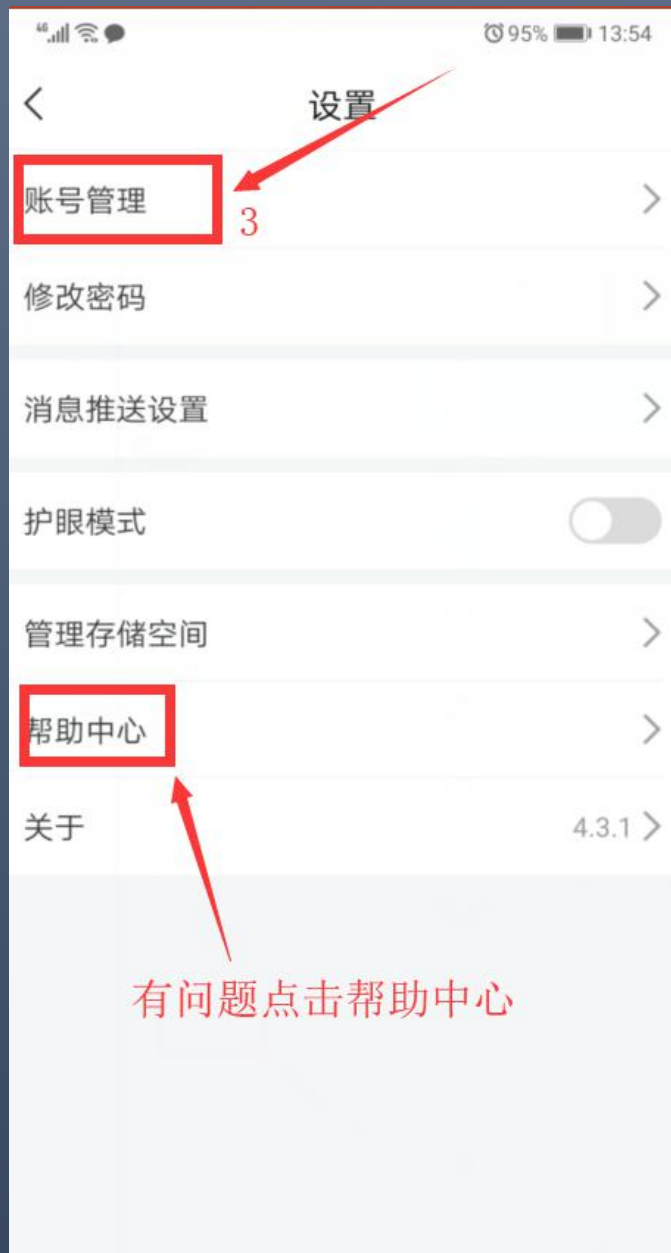 46 95% 13:54
设置
账号管理
3
修改密码
消息推送设置
护眼模式
管理存储空间
帮助中心
关于 4.3.1
有问题点击帮助中心